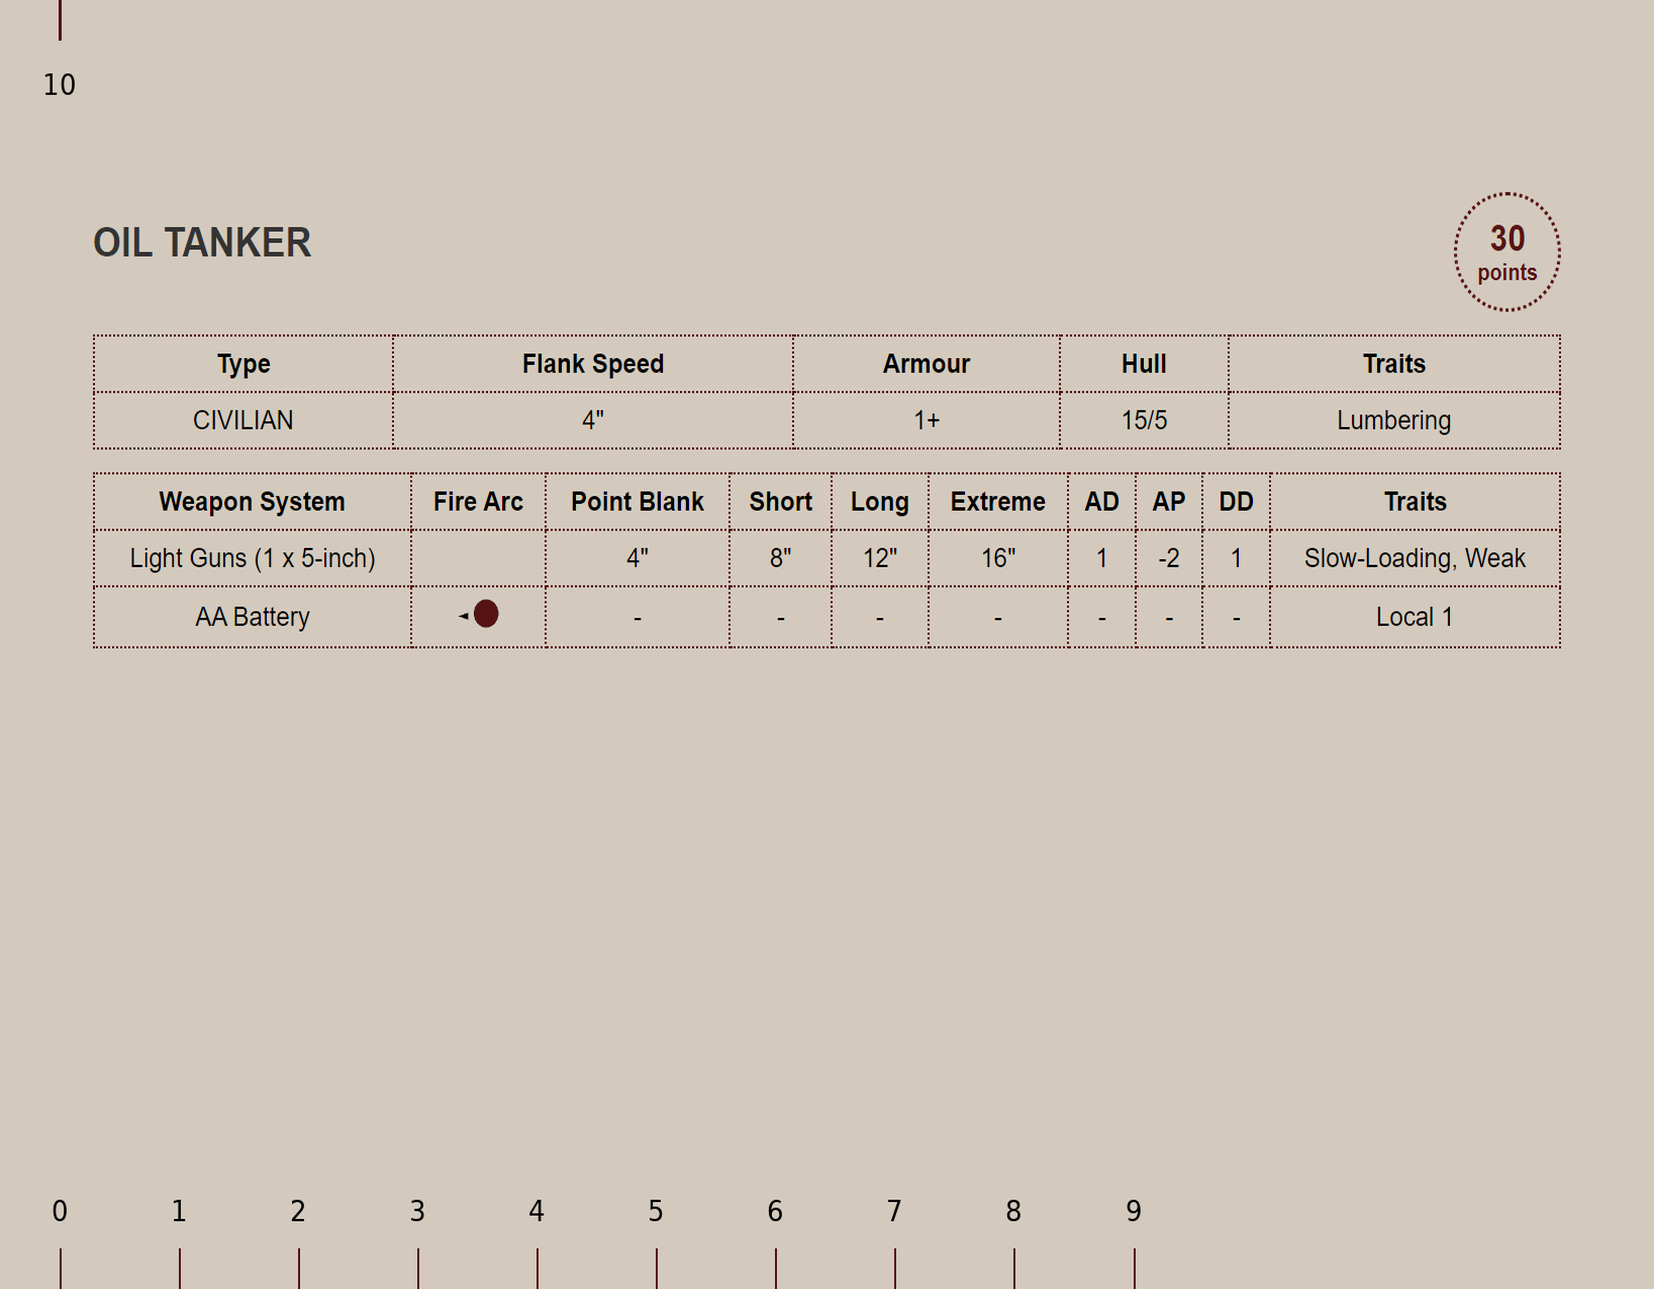 10
OIL TANKER
30
points
Type Flank Speed Armour Hull Traits
CIVILIAN 4" 1+ 15/5 Lumbering
Weapon System Fire Arc Point Blank Short Long Extreme AD AP DD Traits
Light Guns (1 x 5-inch) 4" 8" 12" 16" 1 -2 1 Slow-Loading, Weak
AA Battery - - - - - - - Local 1
0 1 2 3 4 5 6 7 8 9